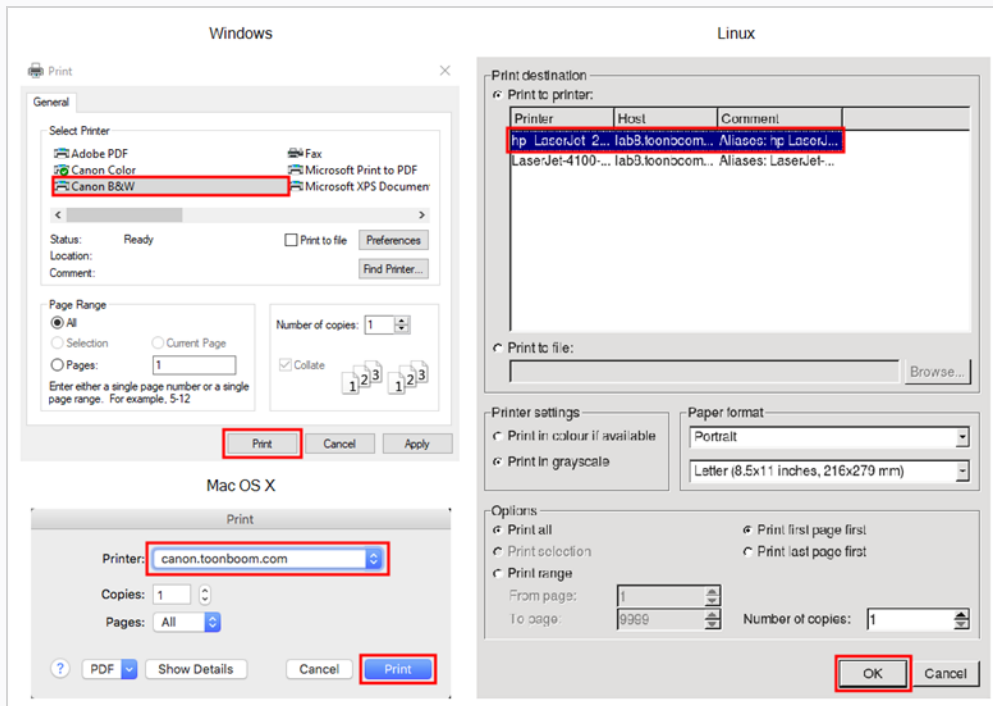 Windows
Print
General
Select Printer
Adobe PDF
Fax
Canon Color
Microsoft Print to PDF
Canon B&W
Microsoft XPS Documen
Status: Ready
Print to file
Preferences
Location:
Comment:
Find Printer...
Page Range
All
Selection
Current Page
Pages: 1
Enter either a single page number or a single
page range. For example, 5-12
Number of copies: 1
Collate
1 2 3 1 2 3
Print
Cancel
Apply
Mac OS X
Print
Printer: canon.toonboom.com
Copies: 1
Pages: All
?
PDF
Show Details
Cancel
Print
Linux
Print destination
Print to printer:
Printer Host Comment
hp LaserJet 2... lab8.toonboom... Aliases: hp LaserJ...
LaserJet-4100-... lab8.toonboom... Aliases: LaserJet-...
Print to file:
Browse...
Printer settings
Print in colour if available
Print in grayscale
Paper format
Portrait
Letter (8.5x11 inches, 216x279 mm)
Options
Print all
Print first page first
Print selection
Print last page first
Print range
From page: 1
To page: 9999
Number of copies: 1
OK
Cancel